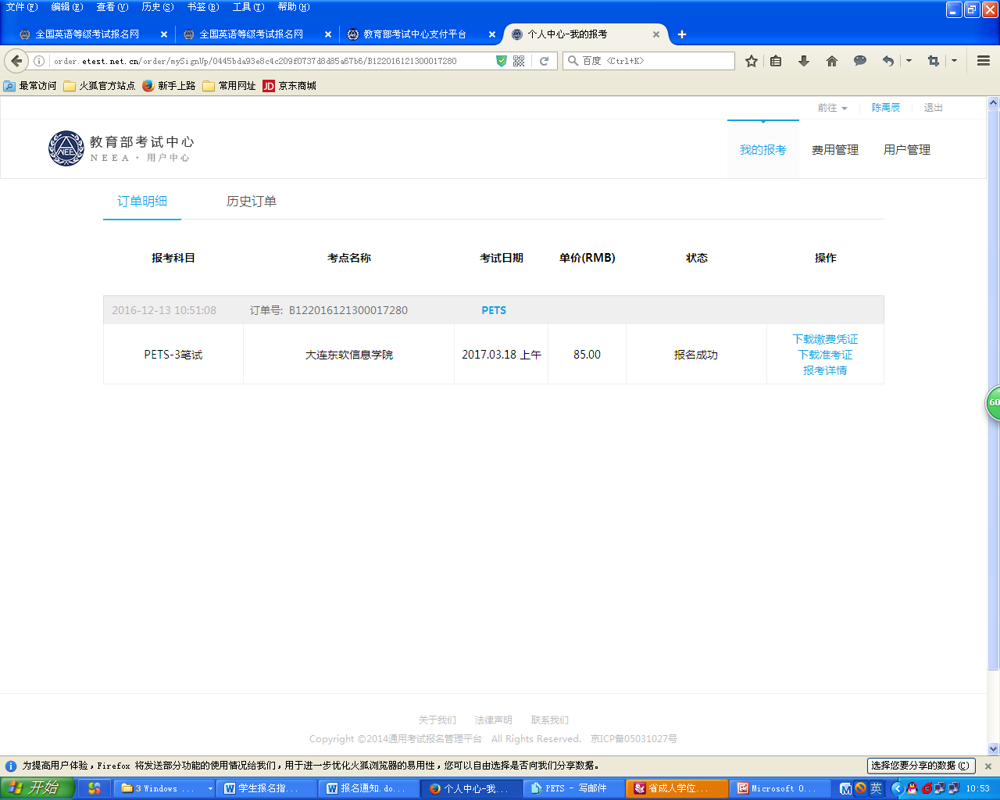 文件(F) 编辑(E) 查看(V) 历史(S) 书签(B) 工具(T) 帮助(H)
全国英语等级考试报名网 全国英语等级考试报名网 教育部考试中心支付平台 个人中心-我的报考
order.etest.net.cn/order/mySignUp/0445bda93e8c4c209f0737d8d85a67b6/B122016121300017280 百度 <Ctrl+K>
最常访问 火狐官方站点 新手上路 常用网址 JD 京东商城
前往 陈禹辰 退出
教育部考试中心
NEEA · 用户中心
我的报考 费用管理 用户管理
订单明细 历史订单
报考科目 考点名称 考试日期 单价(RMB) 状态 操作
2016-12-13 10:51:08 订单号: B122016121300017280 PETS
PETS-3笔试 大连东软信息学院 2017.03.18 上午 85.00 报名成功
下载缴费凭证
下载准考证
报考详情
60
关于我们 法律声明 联系我们
Copyright ©2014通用考试报名管理平台 All Rights Reserved. 京ICP备05031027号
为提高用户体验，Firefox 将发送部分功能的使用情况给我们，用于进一步优化火狐浏览器的易用性，您可以自由选择是否向我们分享数据。 选择您要分享的数据(C)
开始 3 Windows ... 学生报名指... 报名通知.do... 个人中心-我... PETS - 写邮件 省成人学位... Microsoft O... 英 10:53